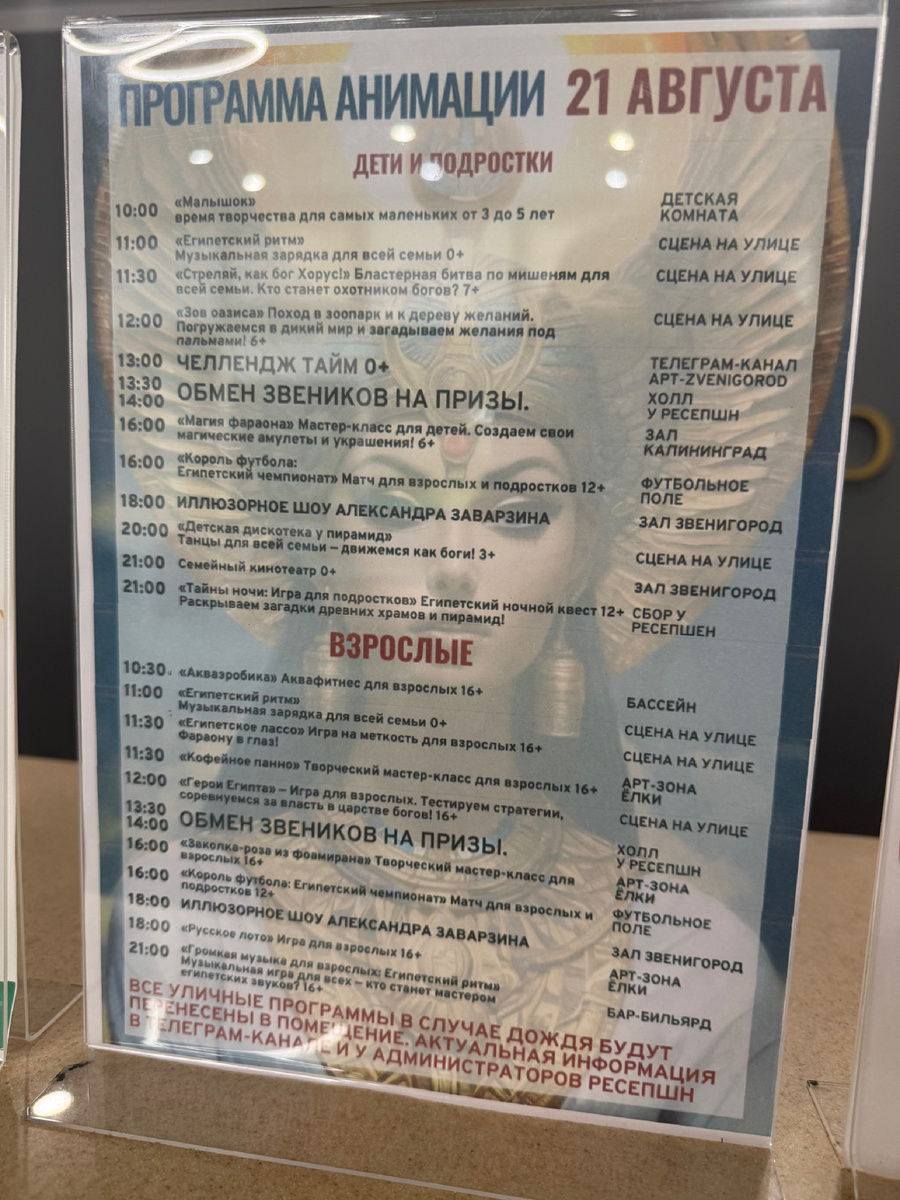 ПРОГРАММА АНИМАЦИИ 21 АВГУСТА
ДЕТИ И ПОДРОСТКИ
10:00 «Малышок» ДЕТСКАЯ
время творчества для самых маленьких от 3 до 5 лет КОМНАТА
11:00 «Египетский ритм» СЦЕНА НА УЛИЦЕ
Музыкальная зарядка для всей семьи 0+
11:30 «Стреляй, как бог Хорус!» Бластерная битва по мишеням для СЦЕНА НА УЛИЦЕ
всей семьи. Кто станет охотником богов? 7+
«Зов оазиса» Поход в зоопарк и к дереву желаний.
12:00 Погружаемся в дикий мир и загадываем желания под СЦЕНА НА УЛИЦЕ
пальмами! 6+
13:00 ЧЕЛЛЕНДЖ ТАЙМ 0+ ТЕЛЕГРАМ-КАНАЛ
АРТ-ZVENIGOROD
13:30 ОБМЕН ЗВЕНИКОВ НА ПРИЗЫ. ХОЛЛ
14:00 У РЕСЕПШН
16:00 «Магия фараона» Мастер-класс для детей. Создаем свои ЗАЛ
магические амулеты и украшения! 6+ КАЛИНИНГРАД
16:00 «Король футбола:
Египетский чемпионат» Матч для взрослых и подростков 12+ ФУТБОЛЬНОЕ
ПОЛЕ
18:00 ИЛЛЮЗОРНОЕ ШОУ АЛЕКСАНДРА ЗАВАРЗИНА ЗАЛ ЗВЕНИГОРОД
20:00 «Детская дискотека у пирамид»
Танцы для всей семьи – движемся как боги! 3+ СЦЕНА НА УЛИЦЕ
21:00 Семейный кинотеатр 0+ ЗАЛ ЗВЕНИГОРОД
21:00 «Тайны ночи: Игра для подростков» Египетский ночной квест 12+ СБОР У
Раскрываем загадки древних храмов и пирамид! РЕСЕПШЕН
ВЗРОСЛЫЕ
10:30 «Аквааэробика» Аквафитнес для взрослых 16+ БАССЕЙН
11:00 «Египетский ритм»
Музыкальная зарядка для всей семьи 0+ СЦЕНА НА УЛИЦЕ
11:30 «Египетское лассо» Игра на меткость для взрослых 16+ СЦЕНА НА УЛИЦЕ
Фараону в глаз!
11:30 «Кофейное панно» Творческий мастер-класс для взрослых 16+ АРТ-ЗОНА
ЁЛКИ
12:00 «Герои Египта» – Игра для взрослых. Тестируем стратегии, СЦЕНА НА УЛИЦЕ
соревнуемся за власть в царстве богов! 16+
13:30 ОБМЕН ЗВЕНИКОВ НА ПРИЗЫ. ХОЛЛ
14:00 У РЕСЕПШН
16:00 «Заколка-роза из фоамирана» Творческий мастер-класс для АРТ-ЗОНА
взрослых 16+ ЁЛКИ
16:00 «Король футбола: Египетский чемпионат» Матч для взрослых и ФУТБОЛЬНОЕ
подростков 12+ ПОЛЕ
18:00 ИЛЛЮЗОРНОЕ ШОУ АЛЕКСАНДРА ЗАВАРЗИНА ЗАЛ ЗВЕНИГОРОД
18:00 «Русское лото» Игра для взрослых 16+ АРТ-ЗОНА
ЁЛКИ
21:00 «Громкая музыка для взрослых: Египетский ритм»
Музыкальная игра для всех – кто станет мастером БАР-БИЛЬЯРД
египетских звуков? 16+
ВСЕ УЛИЧНЫЕ ПРОГРАММЫ В СЛУЧАЕ ДОЖДЯ БУДУТ
ПЕРЕНЕСЕНЫ В ПОМЕЩЕНИЕ. АКТУАЛЬНАЯ ИНФОРМАЦИЯ
В ТЕЛЕГРАМ-КАНАЛЕ И У АДМИНИСТРАТОРОВ РЕСЕПШН